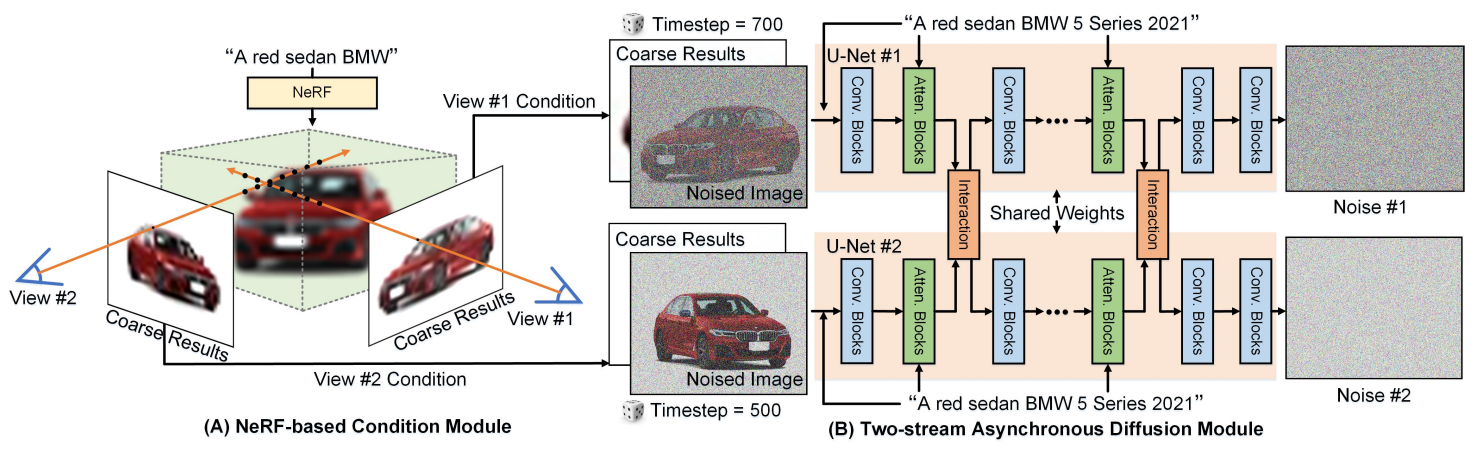 “A red sedan BMW”
NeRF
View #1 Condition
View #2
Coarse Results
Coarse Results
View #1
View #2 Condition
(A) NeRF-based Condition Module
Timestep = 700
Coarse Results
Noised Image
Coarse Results
Noised Image
Timestep = 500
“A red sedan BMW 5 Series 2021”
U-Net #1
Conv. Blocks
Atten. Blocks
Conv. Blocks
Atten. Blocks
Conv. Blocks
Conv. Blocks
Noise #1
Interaction
Shared Weights
Interaction
U-Net #2
Conv. Blocks
Atten. Blocks
Conv. Blocks
Atten. Blocks
Conv. Blocks
Conv. Blocks
Noise #2
“A red sedan BMW 5 Series 2021”
(B) Two-stream Asynchronous Diffusion Module